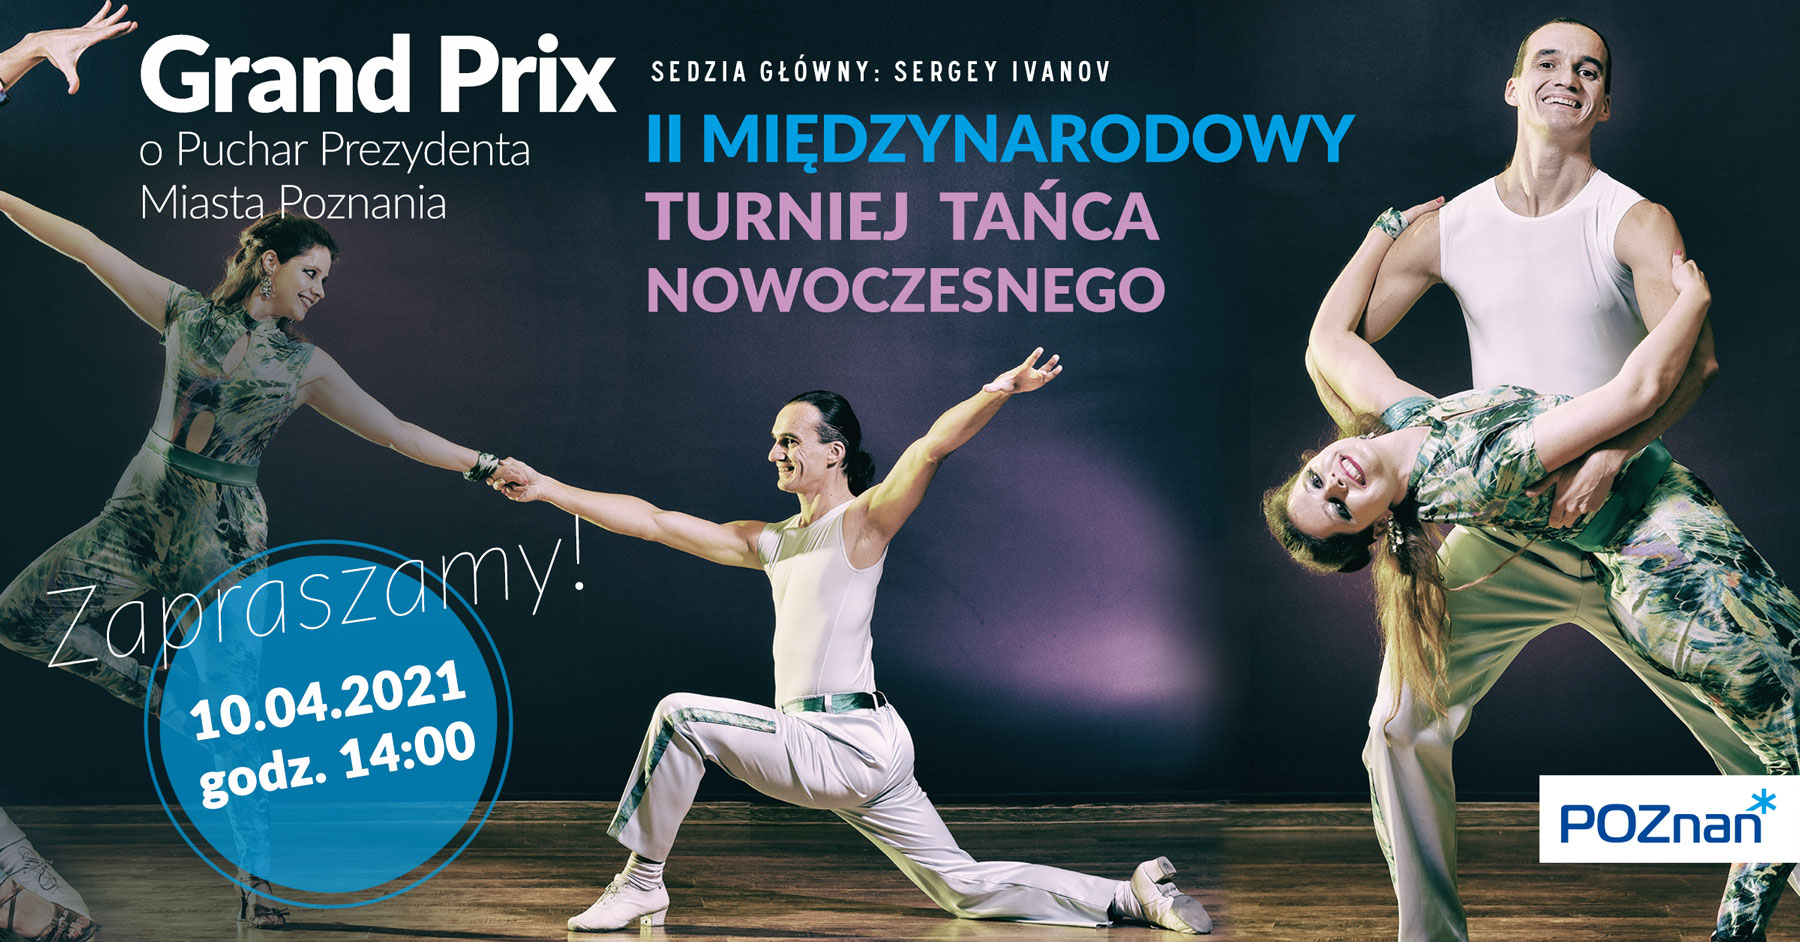 Grand Prix
o Puchar Prezydenta
Miasta Poznania
SEDZIA GŁÓWNY: SERGEY IVANOV
II MIĘDZYNARODOWY
TURNIEJ TAŃCA
NOWOCZESNEGO
Zapraszamy!
10.04.2021
godz. 14:00
POZnan*